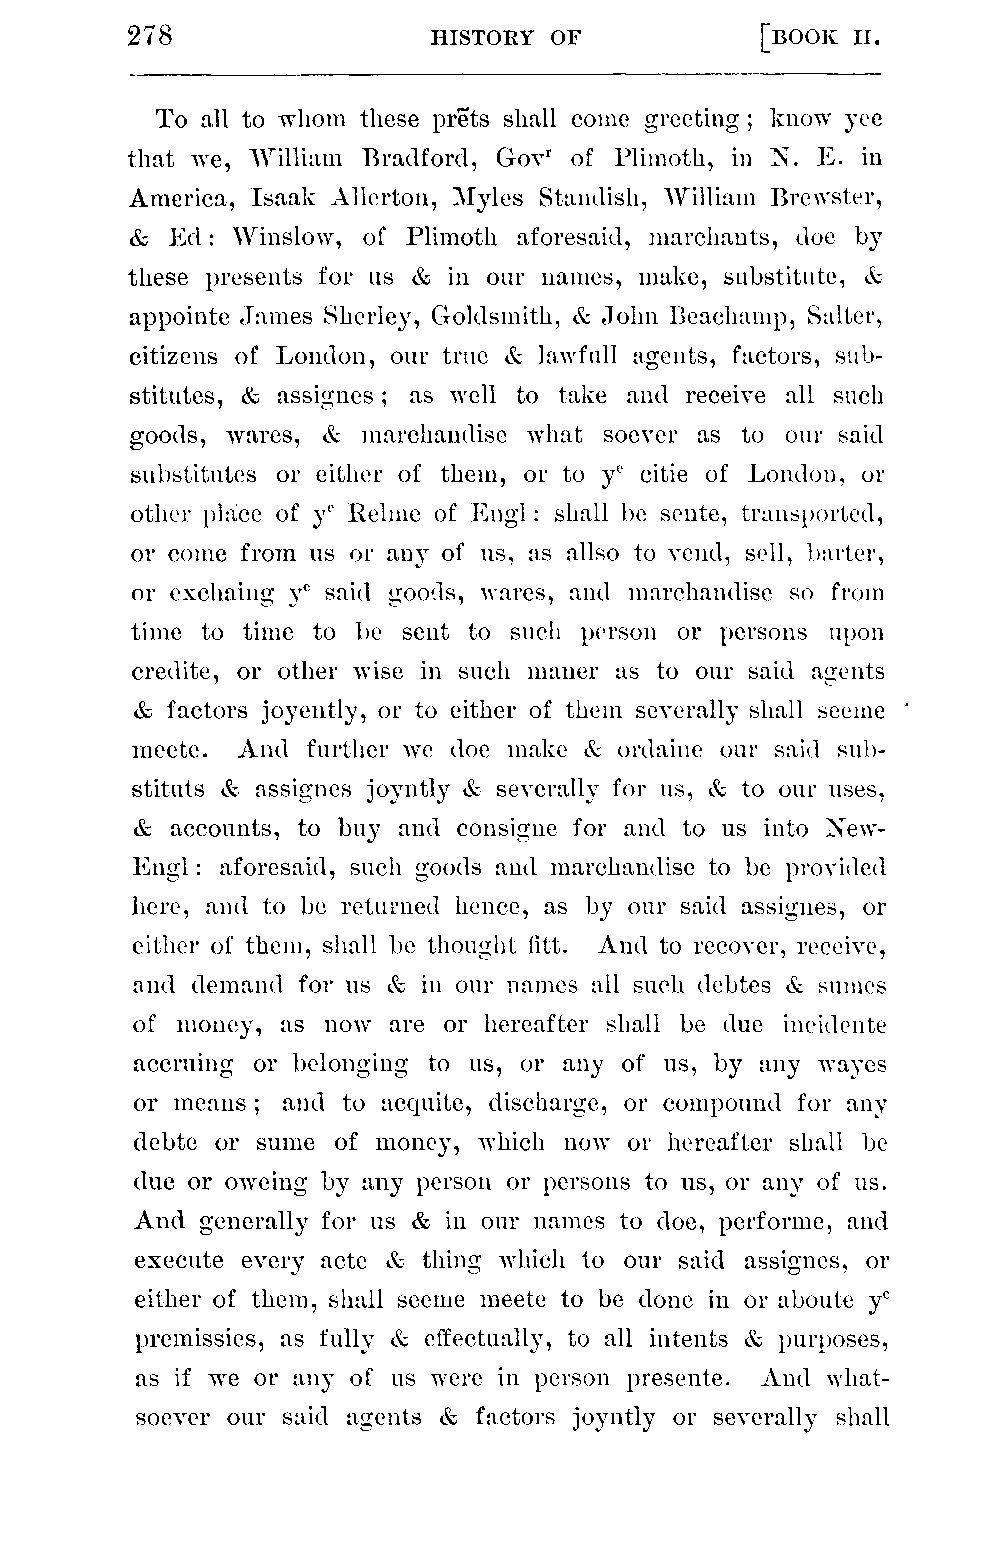 278 HISTORY OF [BOOK II.
To all to whom these prēts shall come greeting; know yee
that we, William Bradford, Govʳ of Plimoth, in N. E. in
America, Isaak Allerton, Myles Standish, William Brewster,
& Ed: Winslow, of Plimoth aforesaid, marchants, doe by
these presents for us & in our names, make, substitute, &
appointe James Sherley, Goldsmith, & John Beachamp, Salter,
citizens of London, our true & lawfull agents, factors, sub-
stitutes, & assignes; as well to take and receive all such
goods, wares, & marchandise what soever as to our said
substitutes or either of them, or to yᵉ citie of London, or
other place of yᵉ Relme of Engl: shall be sente, transported,
or come from us or any of us, as allso to vend, sell, barter,
or exchaing yᵉ said goods, wares, and marchandise so from
time to time to be sent to such person or persons upon
credite, or other wise in such maner as to our said agents
& factors joyently, or to either of them severally shall seeme
meete. And further we doe make & ordaine our said sub-
stituts & assignes joyntly & severally for us, & to our uses,
& accounts, to buy and consigne for and to us into New-
Engl: aforesaid, such goods and marchandise to be provided
here, and to be returned hence, as by our said assignes, or
either of them, shall be thought fitt. And to recover, receive,
and demand for us & in our names all such debtes & sumes
of money, as now are or hereafter shall be due incidente
accruing or belonging to us, or any of us, by any wayes
or means; and to acquite, discharge, or compound for any
debte or sume of money, which now or hereafter shall be
due or oweing by any person or persons to us, or any of us.
And generally for us & in our names to doe, performe, and
execute every acte & thing which to our said assignes, or
either of them, shall seeme meete to be done in or aboute yᵉ
premissies, as fully & effectually, to all intents & purposes,
as if we or any of us were in person presente. And what-
soever our said agents & factors joyntly or severally shall